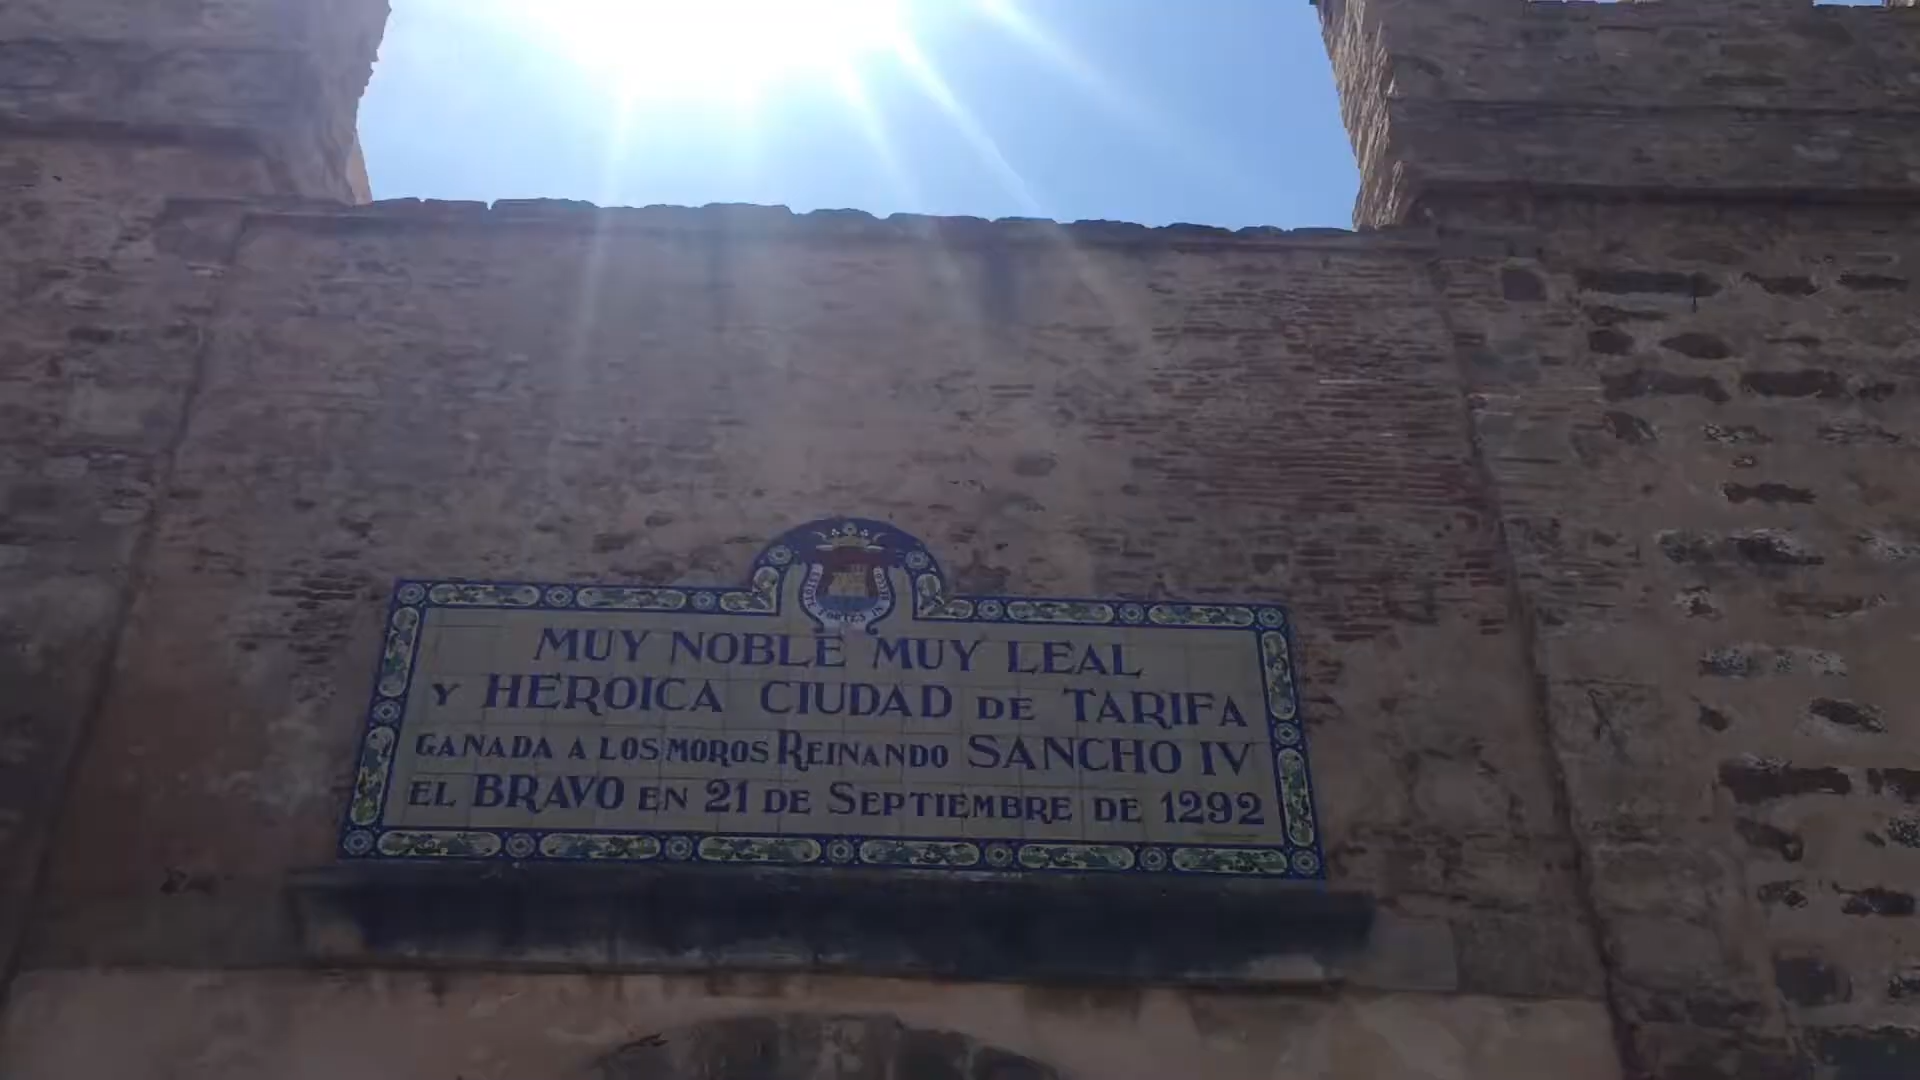 MUY NOBLE MUY LEAL
Y HEROICA CIUDAD DE TARIFA
GANADA A LOS MOROS REINANDO SANCHO IV
EL BRAVO EN 21 DE SEPTIEMBRE DE 1292